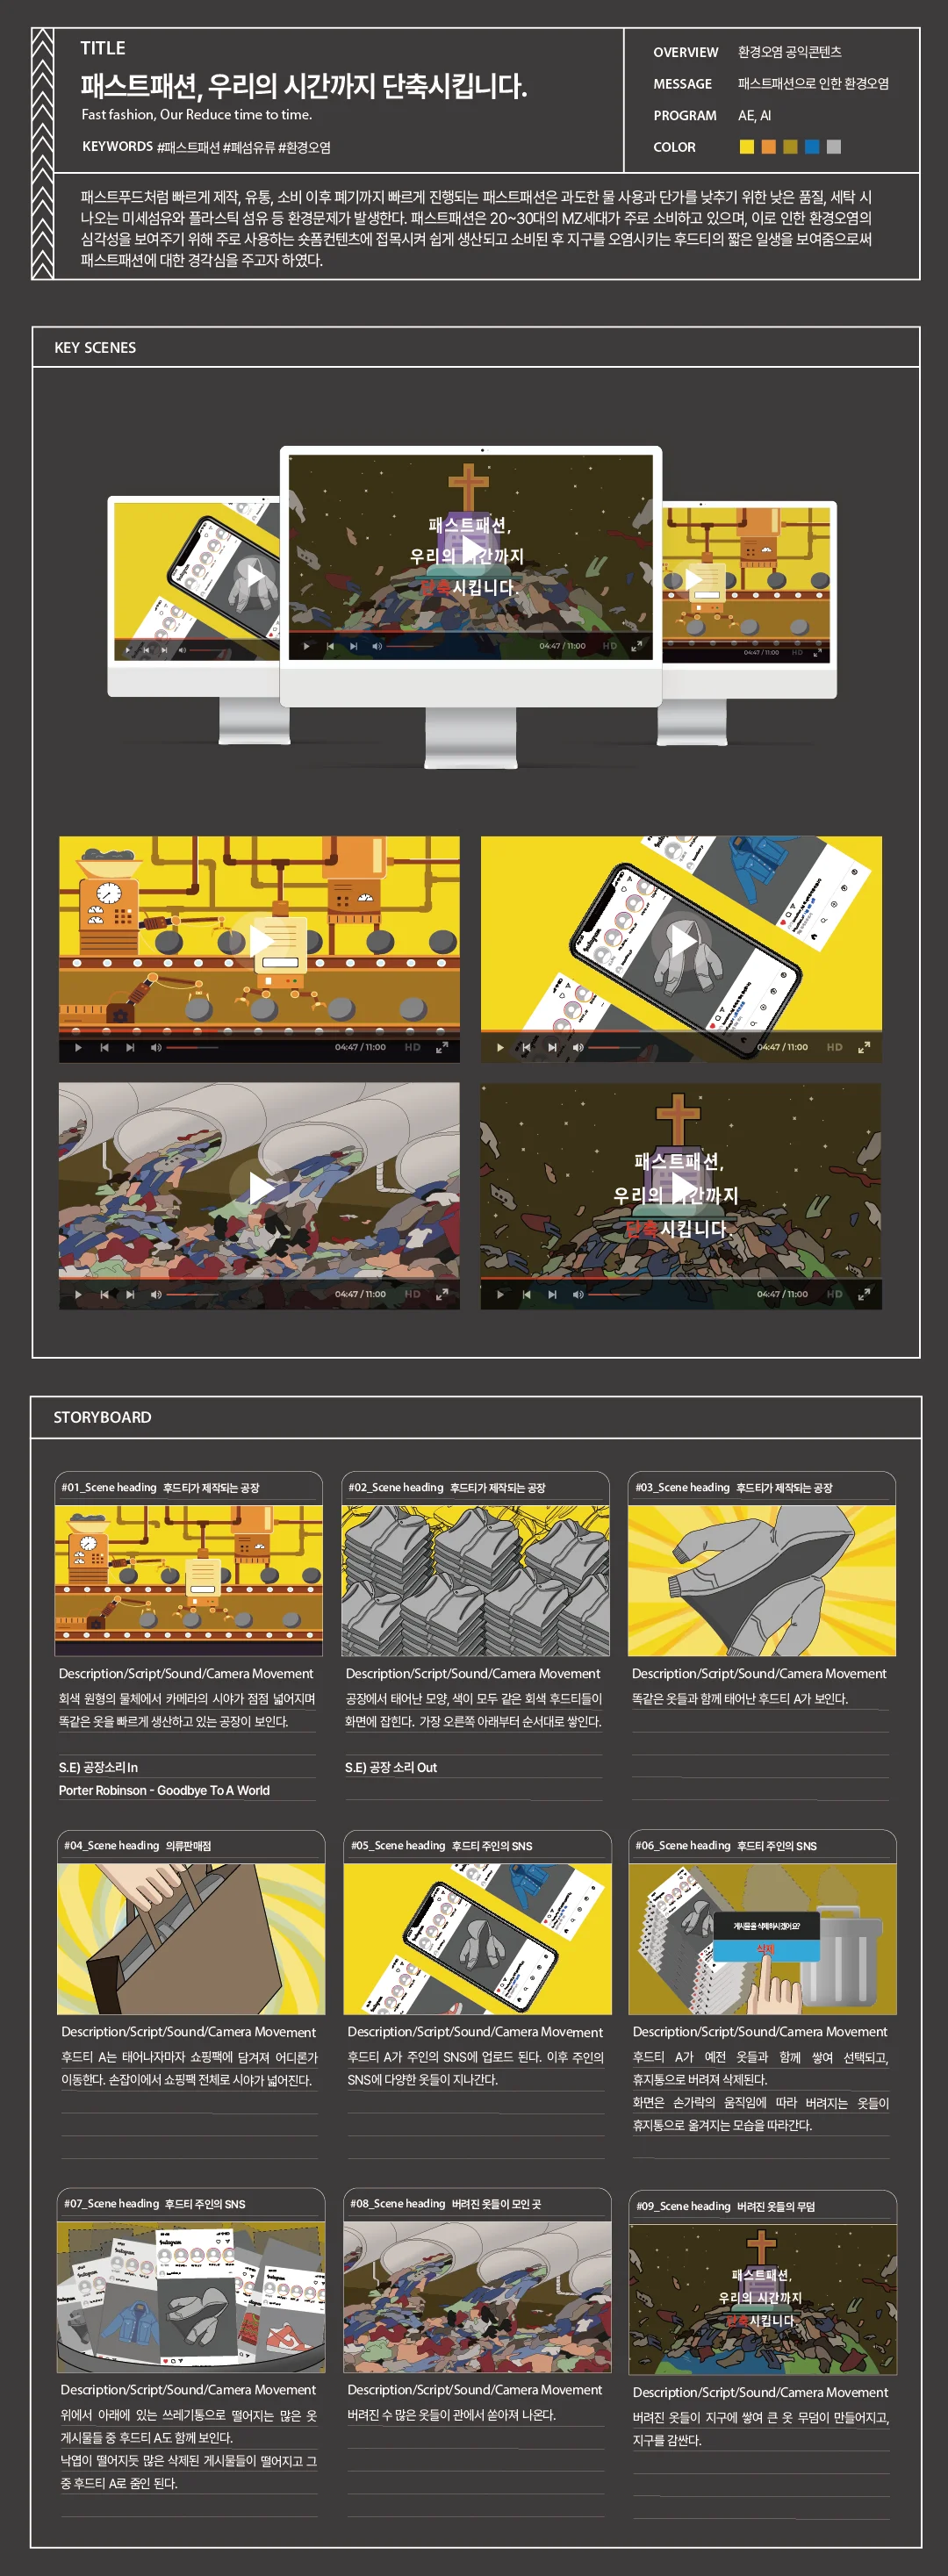 TITLE
패스트패션, 우리의 시간까지 단축시킵니다.
Fast fashion, Our Reduce time to time.
KEYWORDS #패스트패션 #폐섬유류 #환경오염
OVERVIEW 환경오염 공익콘텐츠
MESSAGE 패스트패션으로 인한 환경오염
PROGRAM AE, AI
COLOR
패스트푸드처럼 빠르게 제작, 유통, 소비 이후 폐기까지 빠르게 진행되는 패스트패션은 과도한 물 사용과 단가를 낮추기 위한 낮은 품질, 세탁 시
나오는 미세섬유와 플라스틱 섬유 등 환경문제가 발생한다. 패스트패션은 20~30대의 MZ세대가 주로 소비하고 있으며, 이로 인한 환경오염의
심각성을 보여주기 위해 주로 사용하는 숏폼컨텐츠에 접목시켜 쉽게 생산되고 소비된 후 지구를 오염시키는 후드티의 짧은 일생을 보여줌으로써
패스트패션에 대한 경각심을 주고자 하였다.
KEY SCENES
패스트패션,
우리의 시간까지
단축시킵니다.
04:47 / 11:00 HD
04:47 / 11:00 HD
04:47 / 11:00 HD
Instagram
04:47 / 11:00 HD
04:47 / 11:00 HD
패스트패션,
우리의 시간까지
단축시킵니다.
04:47 / 11:00 HD
STORYBOARD
#01_Scene heading 후드티가 제작되는 공장
Description/Script/Sound/Camera Movement
회색 원형의 물체에서 카메라의 시야가 점점 넓어지며
똑같은 옷을 빠르게 생산하고 있는 공장이 보인다.
S.E) 공장소리 In
Porter Robinson - Goodbye To A World
#02_Scene heading 후드티가 제작되는 공장
Description/Script/Sound/Camera Movement
공장에서 태어난 모양, 색이 모두 같은 회색 후드티들이
화면에 잡힌다. 가장 오른쪽 아래부터 순서대로 쌓인다.
S.E) 공장 소리 Out
#03_Scene heading 후드티가 제작되는 공장
Description/Script/Sound/Camera Movement
똑같은 옷들과 함께 태어난 후드티 A가 보인다.
#04_Scene heading 의류판매점
Description/Script/Sound/Camera Movement
후드티 A는 태어나자마자 쇼핑팩에 담겨져 어디론가
이동한다. 손잡이에서 쇼핑팩 전체로 시야가 넓어진다.
#05_Scene heading 후드티 주인의 SNS
Description/Script/Sound/Camera Movement
후드티 A가 주인의 SNS에 업로드 된다. 이후 주인의
SNS에 다양한 옷들이 지나간다.
#06_Scene heading 후드티 주인의 SNS
게시물을 삭제하시겠어요?
삭제
Description/Script/Sound/Camera Movement
후드티 A가 예전 옷들과 함께 쌓여 선택되고,
휴지통으로 버려져 삭제된다.
화면은 손가락의 움직임에 따라 버려지는 옷들이
휴지통으로 옮겨지는 모습을 따라간다.
#07_Scene heading 후드티 주인의 SNS
Instagram
Description/Script/Sound/Camera Movement
위에서 아래에 있는 쓰레기통으로 떨어지는 많은 옷
게시물들 중 후드티 A도 함께 보인다.
낙엽이 떨어지듯 많은 삭제된 게시물들이 떨어지고 그
중 후드티 A로 줌인 된다.
#08_Scene heading 버려진 옷들이 모인 곳
Description/Script/Sound/Camera Movement
버려진 수 많은 옷들이 관에서 쏟아져 나온다.
#09_Scene heading 버려진 옷들의 무덤
패스트패션,
우리의 시간까지
단축시킵니다.
Description/Script/Sound/Camera Movement
버려진 옷들이 지구에 쌓여 큰 옷 무덤이 만들어지고,
지구를 감싼다.